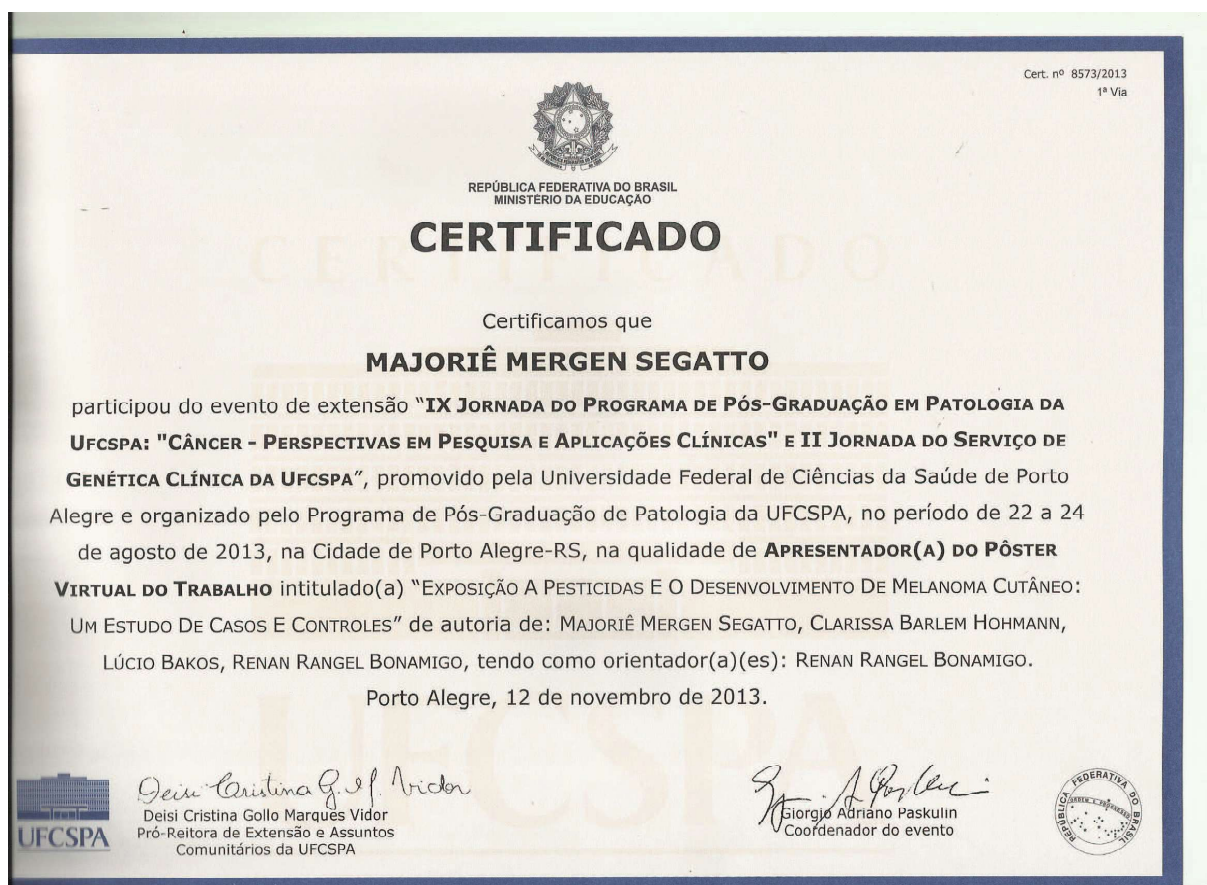 Cert. nº 8573/2013
1ª Via
REPÚBLICA FEDERATIVA DO BRASIL
MINISTÉRIO DA EDUCAÇÃO
CERTIFICADO
CERTIFICADO
Certificamos que
MAJORIÊ MERGEN SEGATTO
participou do evento de extensão "IX JORNADA DO PROGRAMA DE PÓS-GRADUAÇÃO EM PATOLOGIA DA
UFCSPA: "CÂNCER - PERSPECTIVAS EM PESQUISA E APLICAÇÕES CLÍNICAS" E II JORNADA DO SERVIÇO DE
GENÉTICA CLÍNICA DA UFCSPA", promovido pela Universidade Federal de Ciências da Saúde de Porto
Alegre e organizado pelo Programa de Pós-Graduação de Patologia da UFCSPA, no período de 22 a 24
de agosto de 2013, na Cidade de Porto Alegre-RS, na qualidade de APRESENTADOR(A) DO PÔSTER
VIRTUAL DO TRABALHO intitulado(a) "EXPOSIÇÃO A PESTICIDAS E O DESENVOLVIMENTO DE MELANOMA CUTÂNEO:
UM ESTUDO DE CASOS E CONTROLES" de autoria de: MAJORIÊ MERGEN SEGATTO, CLARISSA BARLEM HOHMANN,
LÚCIO BAKOS, RENAN RANGEL BONAMIGO, tendo como orientador(a)(es): RENAN RANGEL BONAMIGO.
Porto Alegre, 12 de novembro de 2013.
UFCSPA
UFCSPA
Deisi Cristina G. M. Vidor
Deisi Cristina Gollo Marques Vidor
Pró-Reitora de Extensão e Assuntos
Comunitários da UFCSPA
Giorgio Adriano Paskulin
Coordenador do evento
REPÚBLICA FEDERATIVA DO BRASIL
ORDEM E PROGRESSO